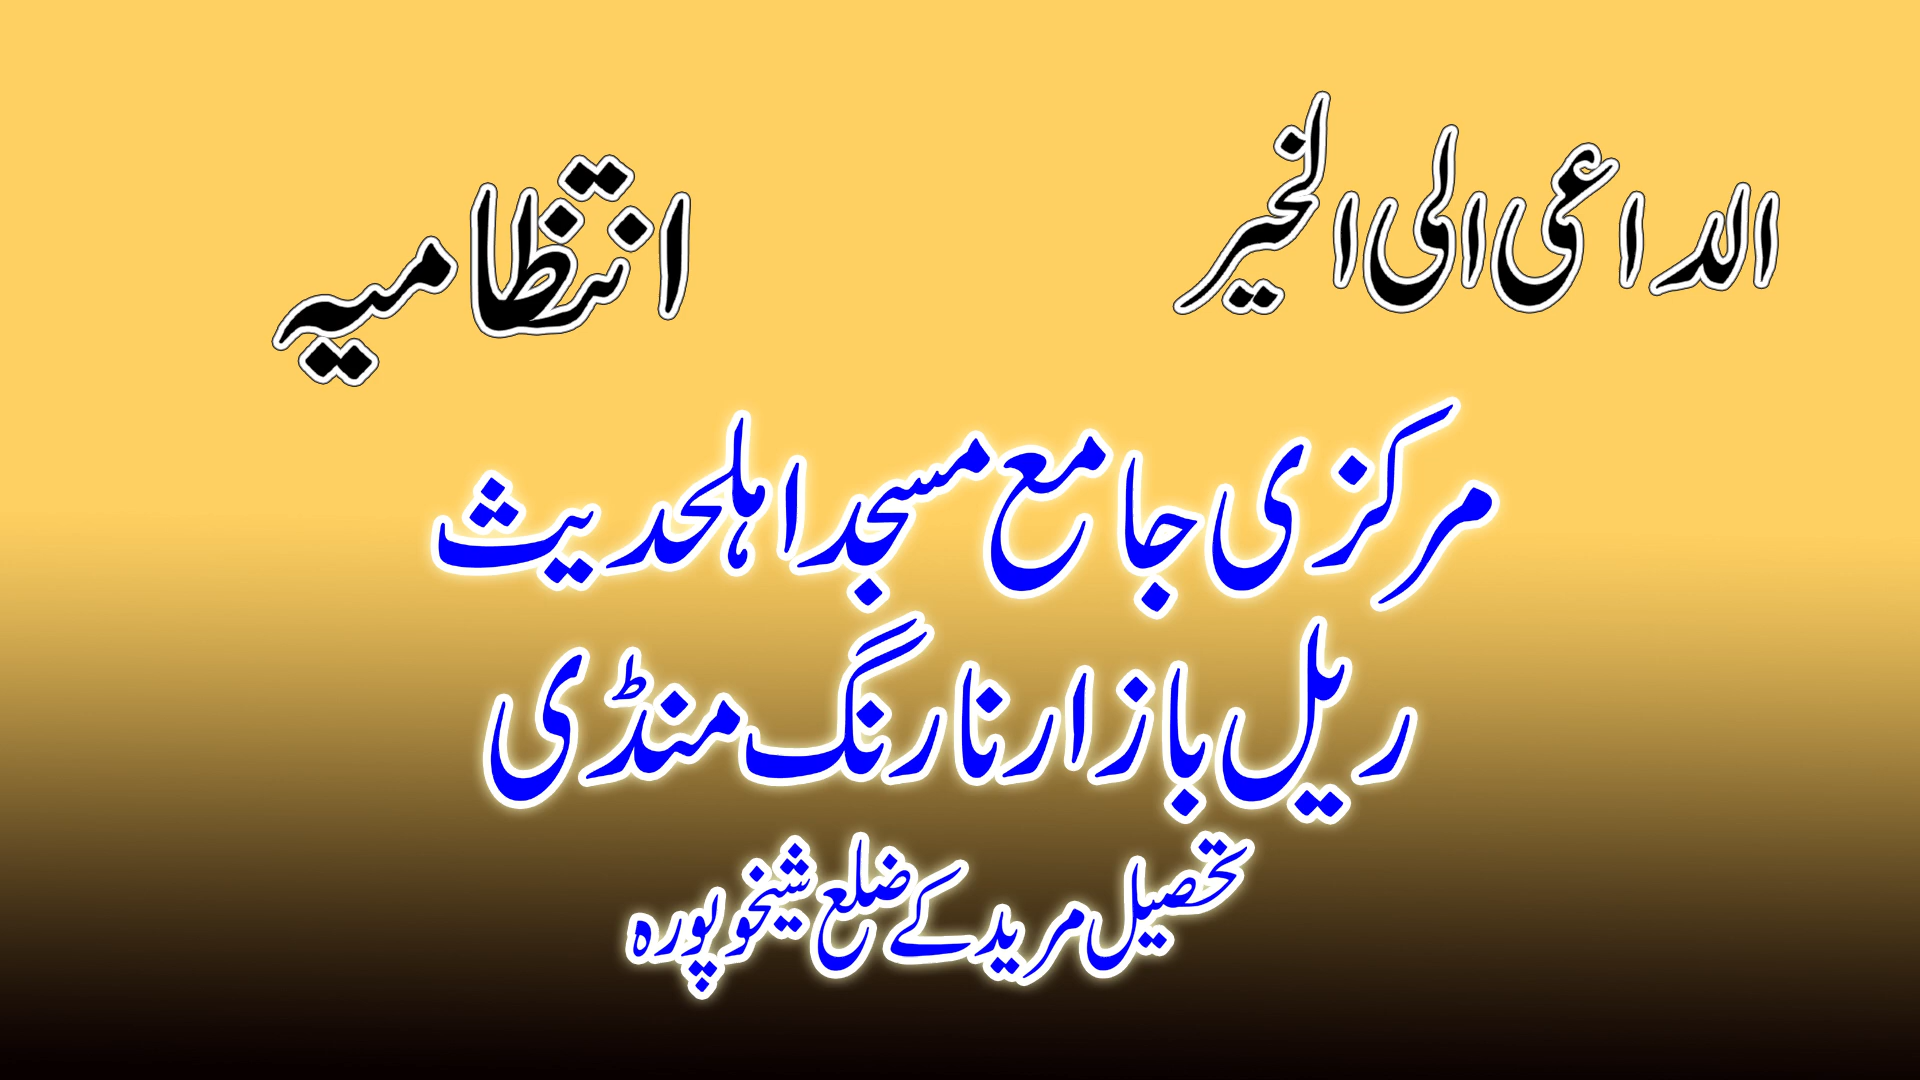 الداعی الی الخیر
انتظامیہ
مرکزی جامع مسجد اہلحدیث
ریل بازار نارنگ منڈی
تحصیل مریدکے ضلع شیخوپورہ